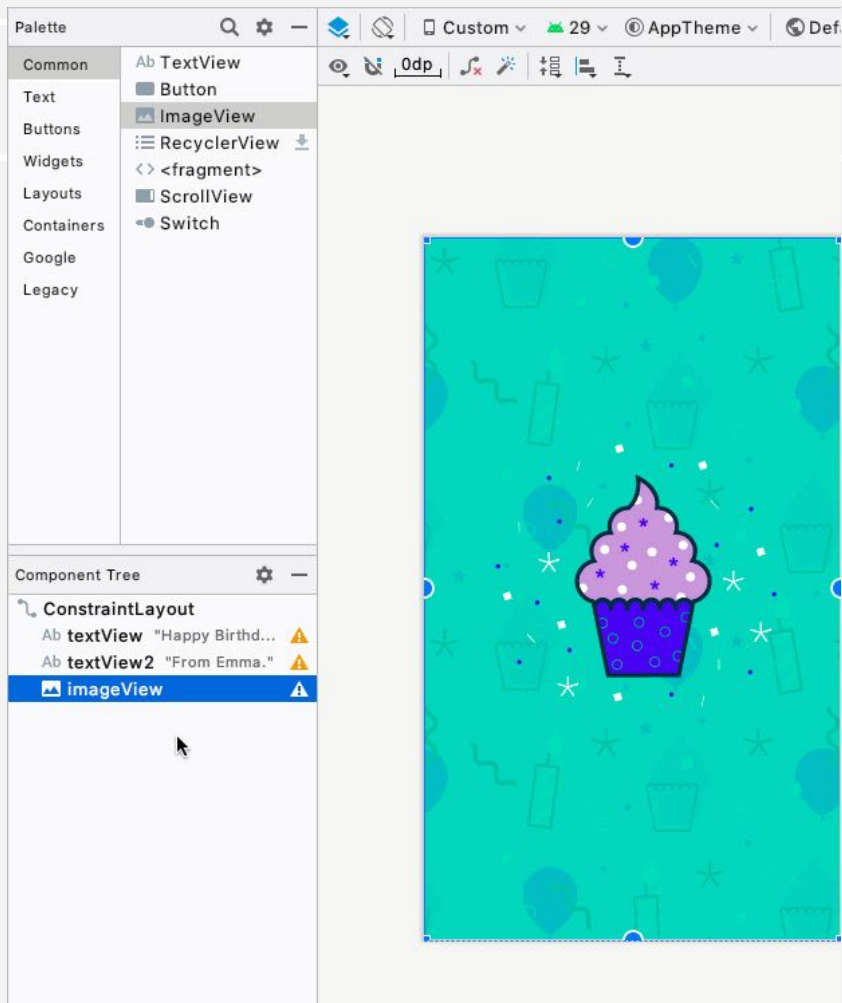 Palette
Custom 29 AppTheme Def
Common
Text
Buttons
Widgets
Layouts
Containers
Google
Legacy
Ab TextView
Button
ImageView
RecyclerView
<> <fragment>
ScrollView
Switch
0dp
Component Tree
ConstraintLayout
Ab textView "Happy Birthd...
Ab textView2 "From Emma."
imageView